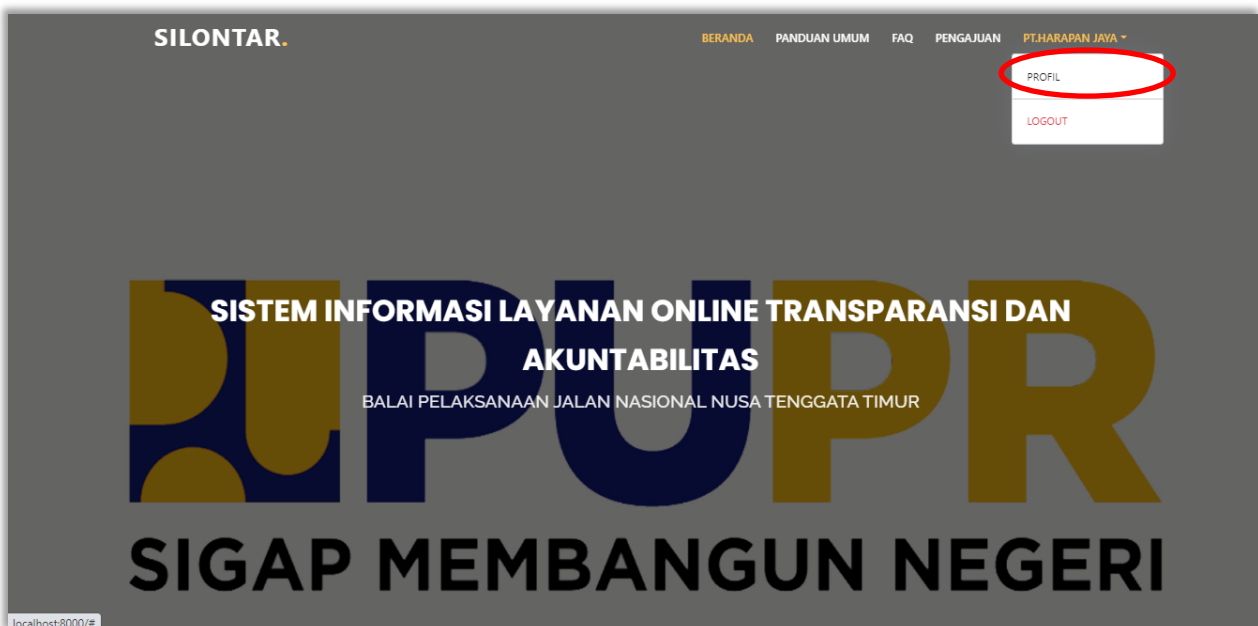 SILONTAR.
BERANDA PANDUAN UMUM FAQ PENGAJUAN PT.HARAPAN JAYA
PROFIL
LOGOUT
SISTEM INFORMASI LAYANAN ONLINE TRANSPARANSI DAN
AKUNTABILITAS
BALAI PELAKSANAAN JALAN NASIONAL NUSA TENGGATA TIMUR
PUPR
SIGAP MEMBANGUN NEGERI
localhost:8000/#